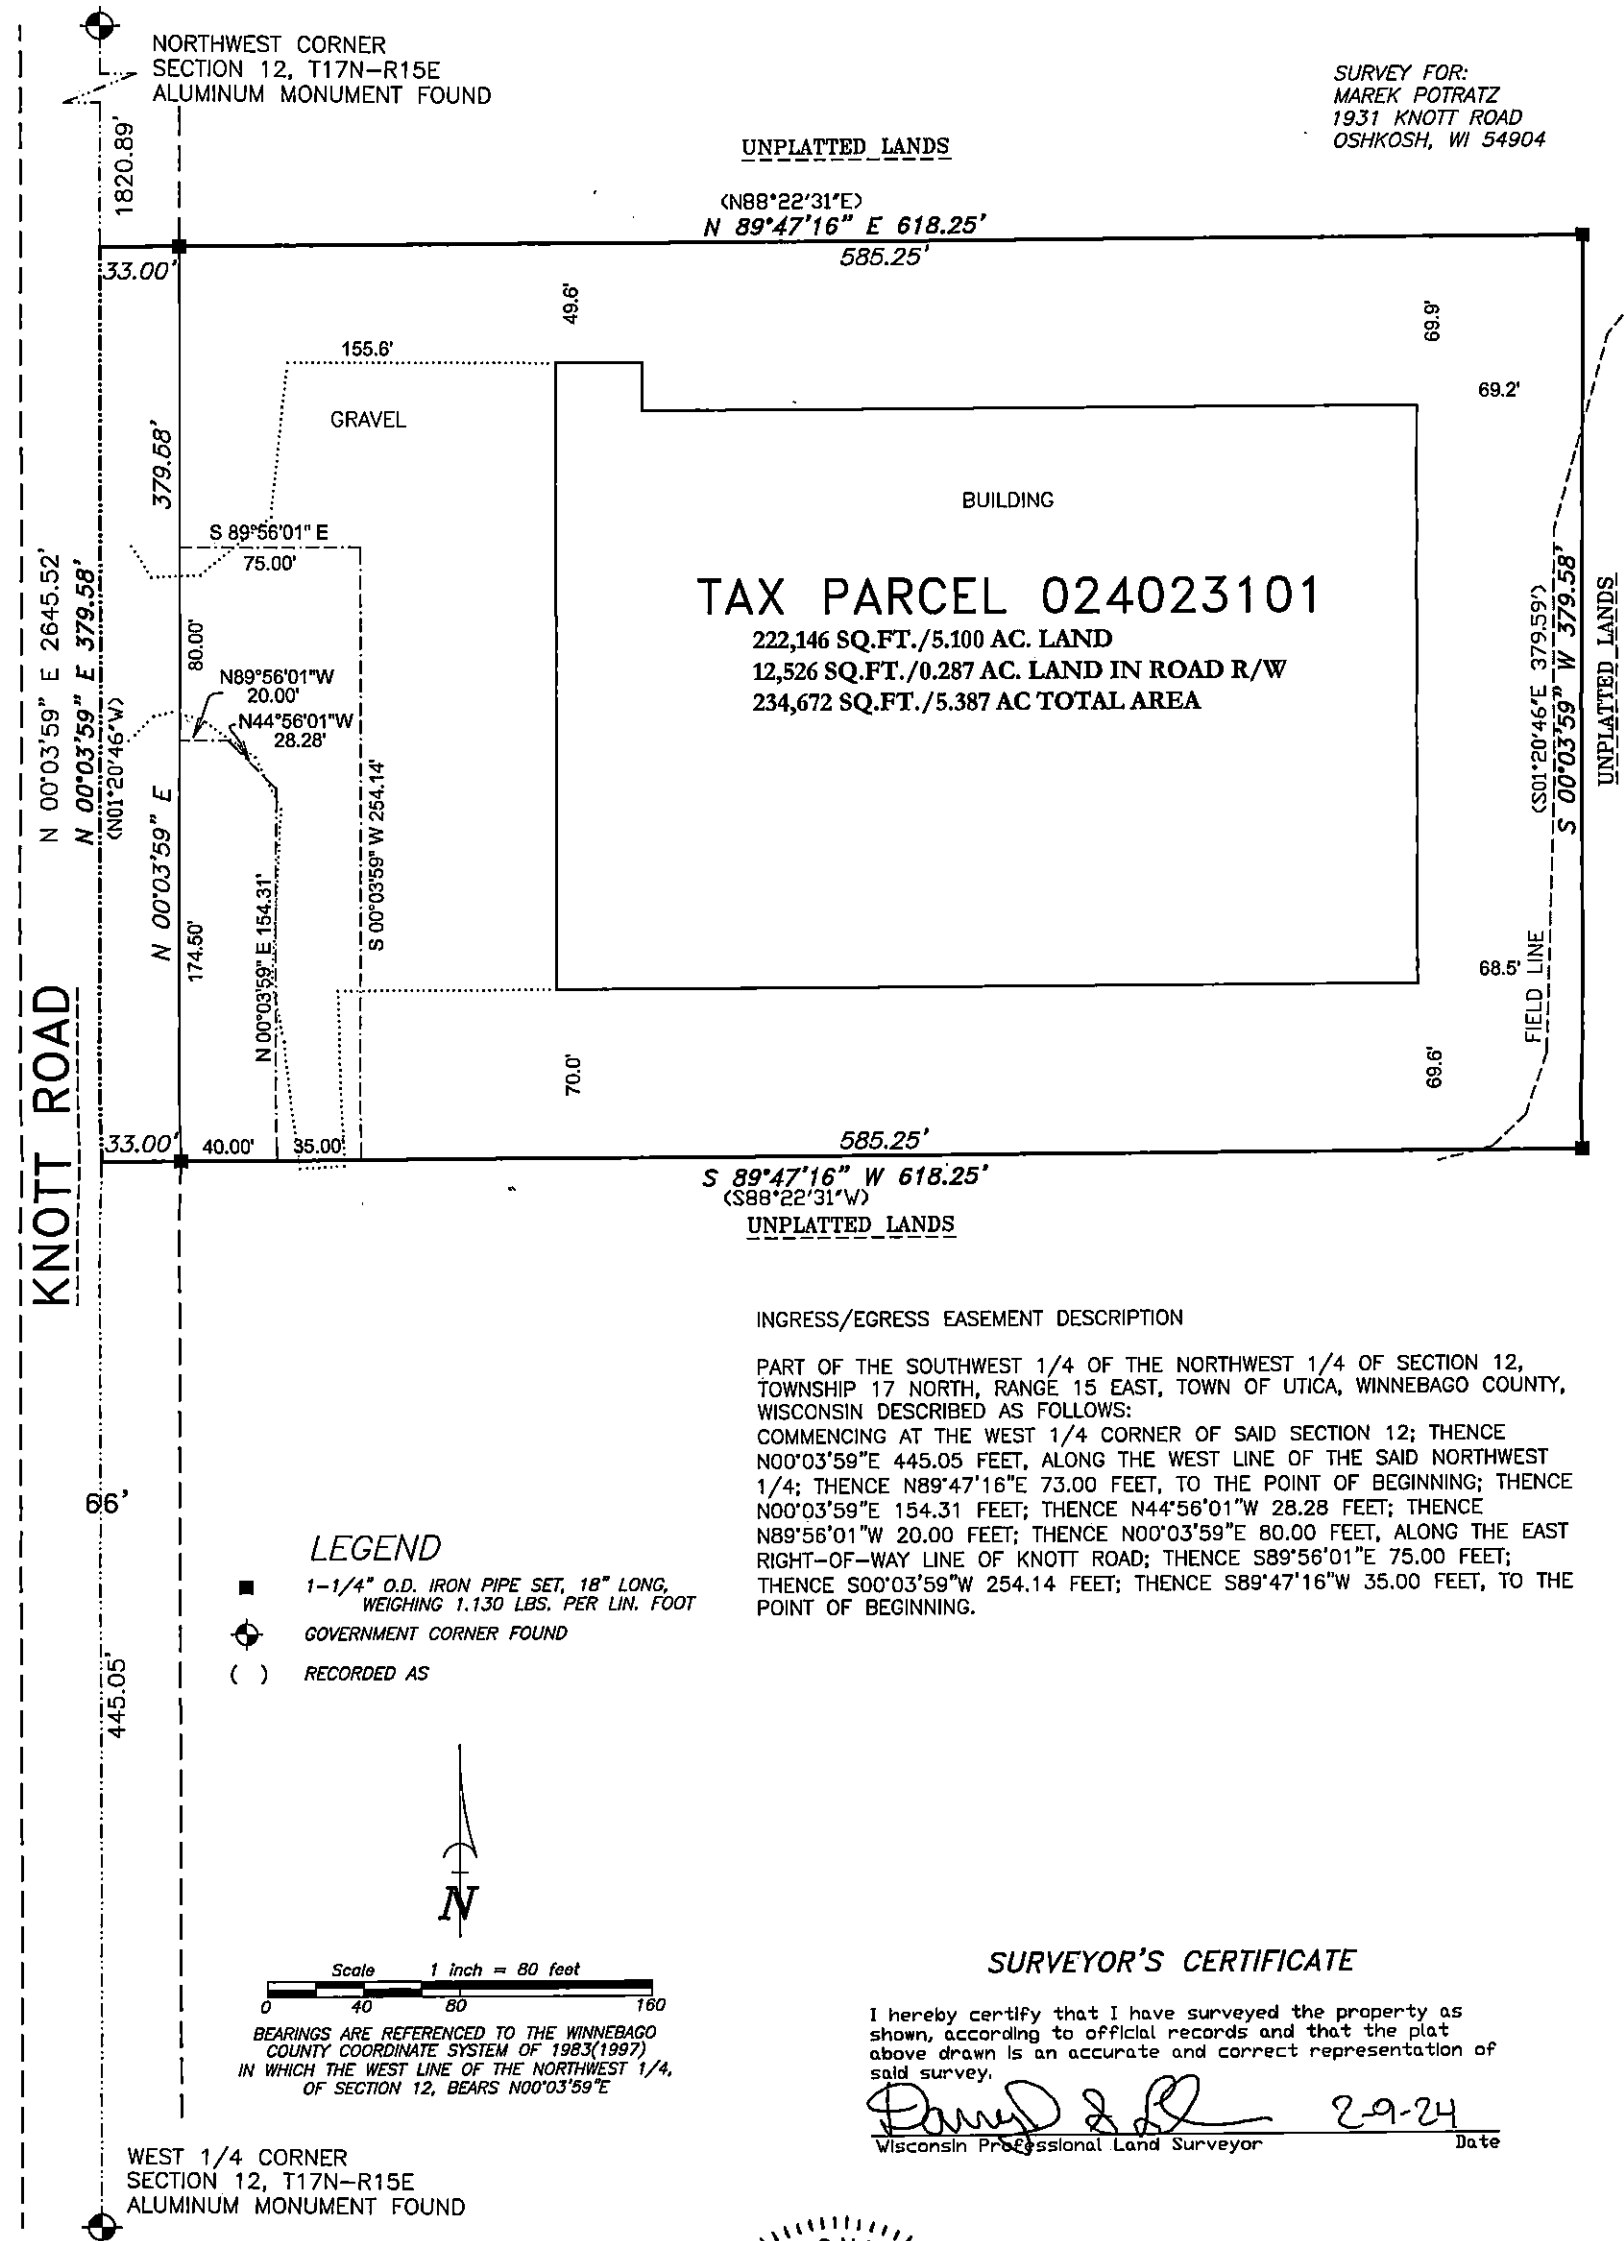 NORTHWEST CORNER
SECTION 12, T17N-R15E
ALUMINUM MONUMENT FOUND
SURVEY FOR:
MAREK POTRATZ
1931 KNOTT ROAD
OSHKOSH, WI 54904
1820.89'
UNPLATTED LANDS
(N88°22'31"E)
N 89°47'16" E 618.25'
585.25'
33.00'
49.6'
69.9'
155.6'
69.2'
GRAVEL
379.58'
BUILDING
S 89°56'01" E
75.00'
TAX PARCEL 024023101
222,146 SQ.FT./5.100 AC. LAND
12,526 SQ.FT./0.287 AC. LAND IN ROAD R/W
234,672 SQ.FT./5.387 AC TOTAL AREA
N 00°03'59" E 2645.52'
N 00°03'59" E 379.58'
(N01°20'46"W)
80.00'
N89°56'01"W
20.00'
N44°56'01"W
28.28'
N 00°03'59" E
174.50'
N 00°03'59" E 154.31'
S 00°03'59" W 254.14'
(S01°20'46"E 379.59')
S 00°03'59" W 379.58'
UNPLATTED LANDS
FIELD LINE
68.5'
KNOTT ROAD
70.0'
69.6'
33.00'
40.00'
35.00'
585.25'
S 89°47'16" W 618.25'
(S88°22'31"W)
UNPLATTED LANDS
INGRESS/EGRESS EASEMENT DESCRIPTION
PART OF THE SOUTHWEST 1/4 OF THE NORTHWEST 1/4 OF SECTION 12,
TOWNSHIP 17 NORTH, RANGE 15 EAST, TOWN OF UTICA, WINNEBAGO COUNTY,
WISCONSIN DESCRIBED AS FOLLOWS:
COMMENCING AT THE WEST 1/4 CORNER OF SAID SECTION 12; THENCE
N00°03'59"E 445.05 FEET, ALONG THE WEST LINE OF THE SAID NORTHWEST
1/4; THENCE N89°47'16"E 73.00 FEET, TO THE POINT OF BEGINNING; THENCE
N00°03'59"E 154.31 FEET; THENCE N44°56'01"W 28.28 FEET; THENCE
N89°56'01"W 20.00 FEET; THENCE N00°03'59"E 80.00 FEET, ALONG THE EAST
RIGHT-OF-WAY LINE OF KNOTT ROAD; THENCE S89°56'01"E 75.00 FEET;
THENCE S00°03'59"W 254.14 FEET; THENCE S89°47'16"W 35.00 FEET, TO THE
POINT OF BEGINNING.
66'
445.05'
LEGEND
1-1/4" O.D. IRON PIPE SET, 18" LONG,
WEIGHING 1.130 LBS. PER LIN. FOOT
GOVERNMENT CORNER FOUND
( ) RECORDED AS
N
Scale 1 inch = 80 feet
0 40 80 160
BEARINGS ARE REFERENCED TO THE WINNEBAGO
COUNTY COORDINATE SYSTEM OF 1983(1997)
IN WHICH THE WEST LINE OF THE NORTHWEST 1/4,
OF SECTION 12, BEARS N00°03'59"E
SURVEYOR'S CERTIFICATE
I hereby certify that I have surveyed the property as
shown, according to official records and that the plat
above drawn is an accurate and correct representation of
said survey.
2-9-24
Wisconsin Professional Land Surveyor Date
WEST 1/4 CORNER
SECTION 12, T17N-R15E
ALUMINUM MONUMENT FOUND